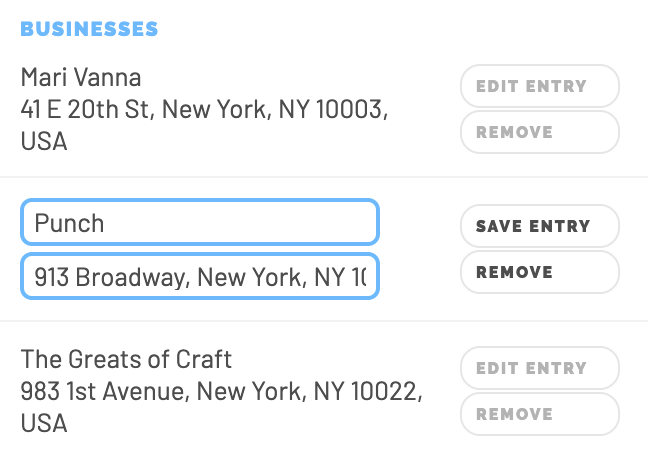 BUSINESSES
Mari Vanna
41 E 20th St, New York, NY 10003,
USA
EDIT ENTRY
REMOVE
Punch
913 Broadway, New York, NY 1(
SAVE ENTRY
REMOVE
The Greats of Craft
983 1st Avenue, New York, NY 10022,
USA
EDIT ENTRY
REMOVE